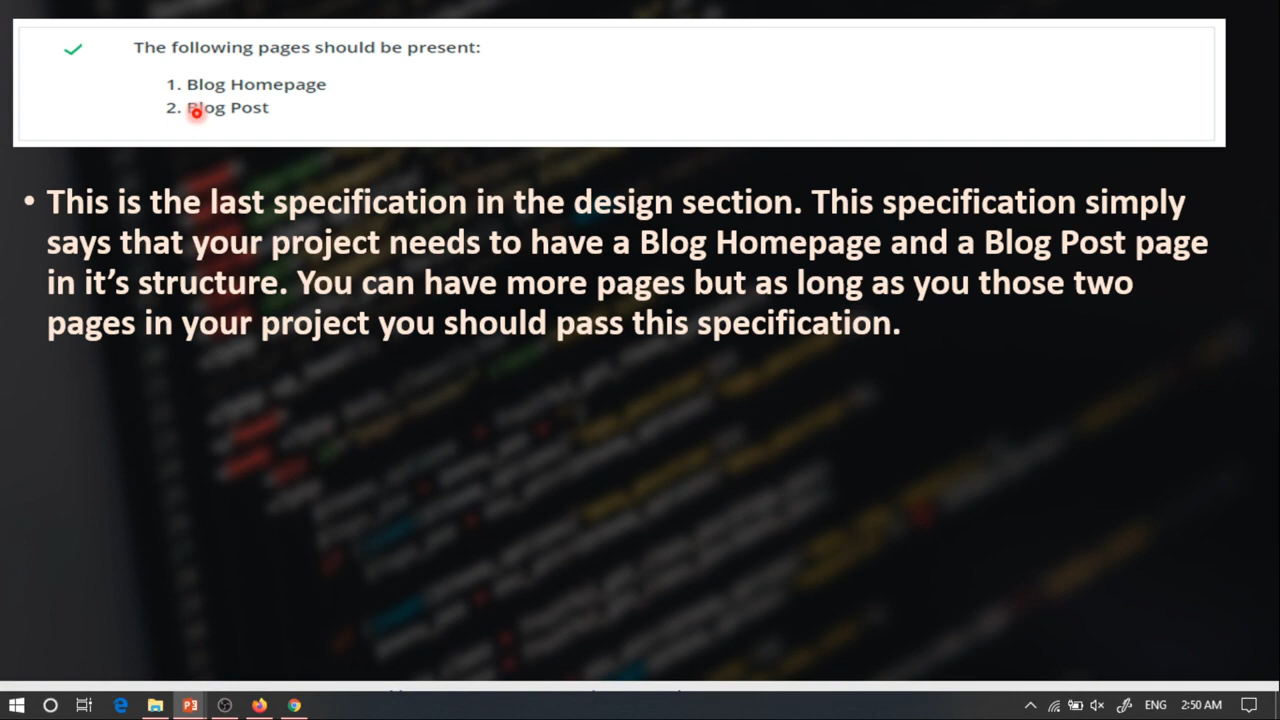 The following pages should be present:
1. Blog Homepage
2. Blog Post
• This is the last specification in the design section. This specification simply
says that your project needs to have a Blog Homepage and a Blog Post page
in it’s structure. You can have more pages but as long as you those two
pages in your project you should pass this specification.
ENG 2:50 AM